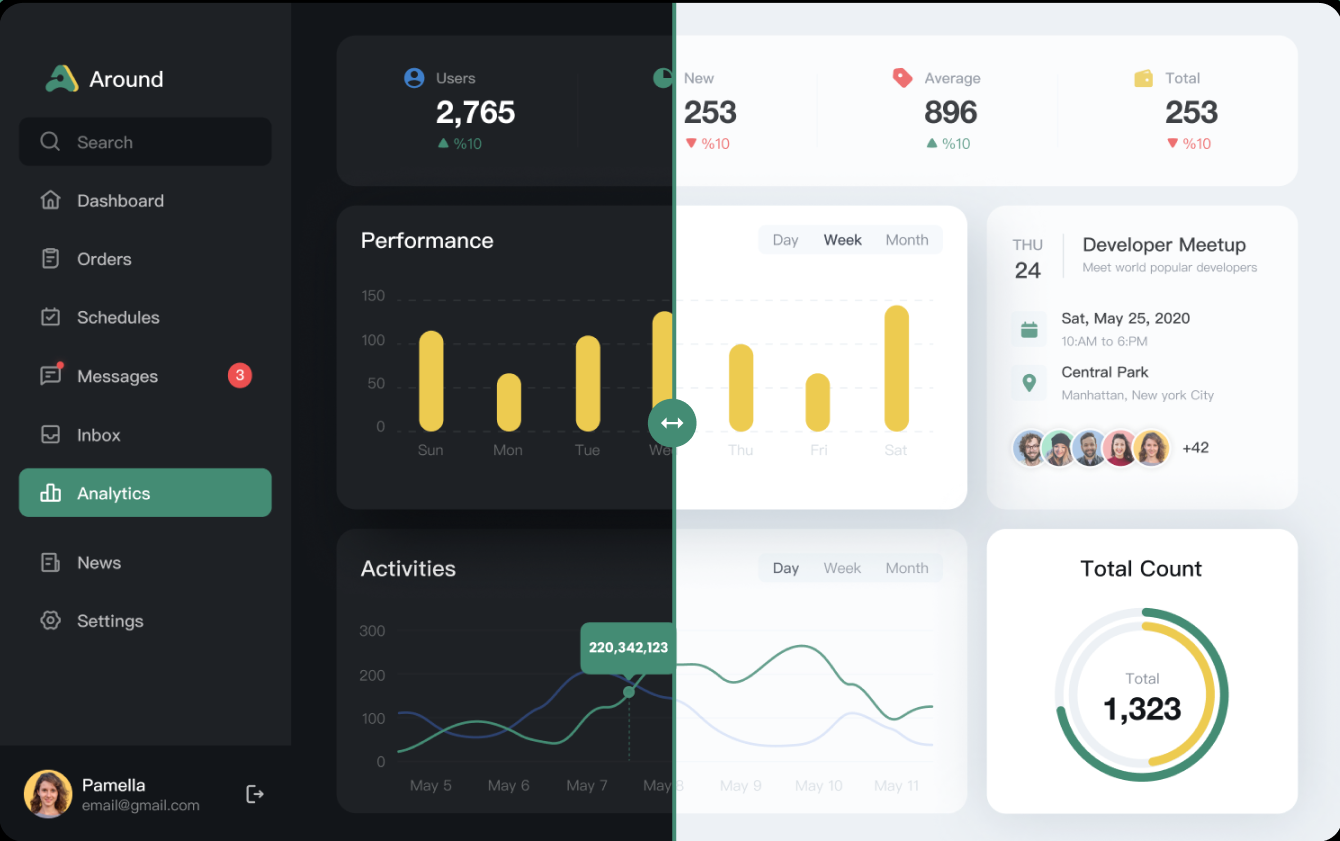 Around
Search
Dashboard
Orders
Schedules
Messages
3
Inbox
Analytics
News
Settings
Pamella
email@gmail.com
Users
2,765
%10
New
253
%10
Average
896
%10
Total
253
%10
Performance
Day Week Month
150
100
50
0
Sun Mon Tue We Thu Fri Sat
THU
24
Developer Meetup
Meet world popular developers
Sat, May 25, 2020
10:AM to 6:PM
Central Park
Manhattan, New york City
+42
Activities
Day Week Month
300
200
100
0
220,342,123
May 5 May 6 May 7 May 8 May 9 May 10 May 11
Total Count
Total
1,323